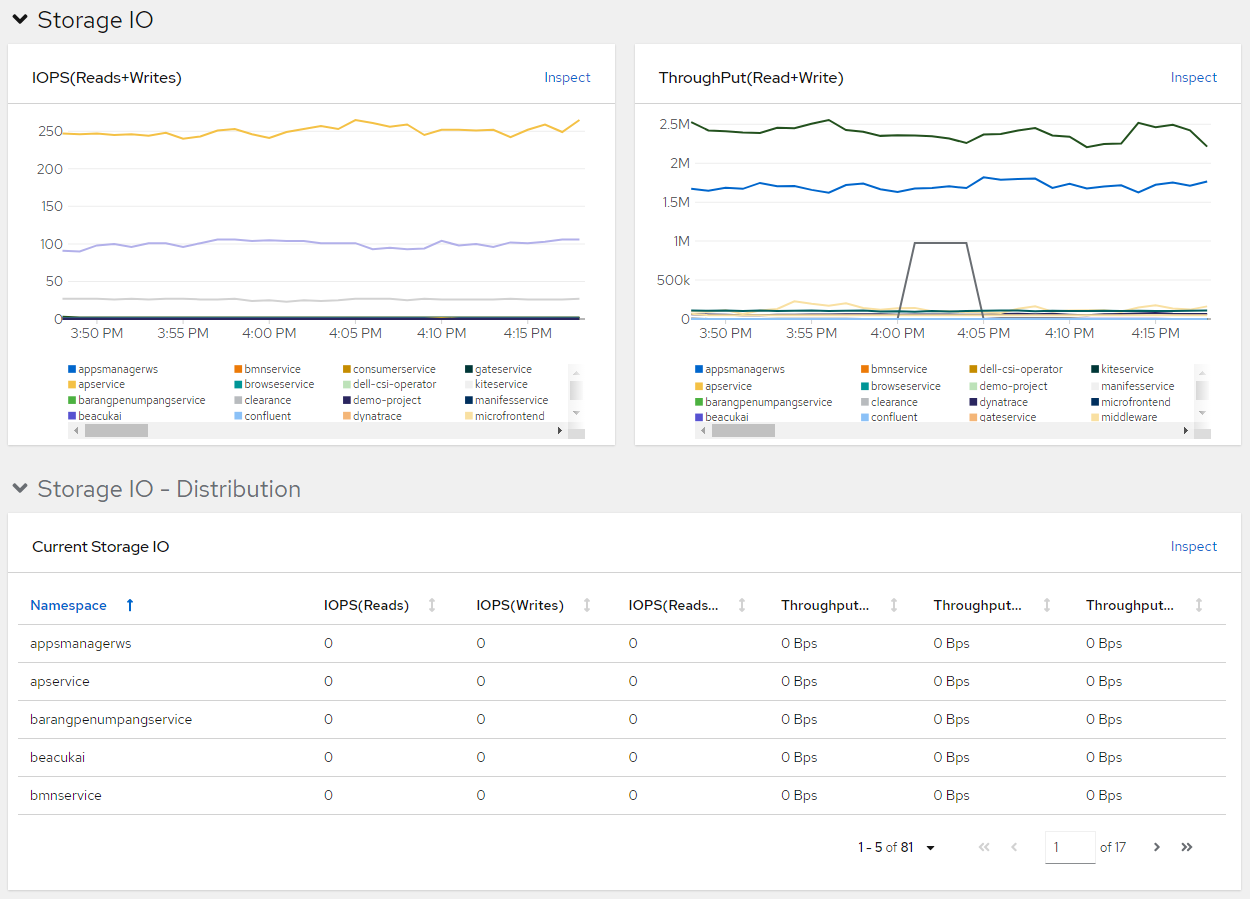 Storage IO
IOPS(Reads+Writes) Inspect
250
200
150
100
50
0
3:50 PM 3:55 PM 4:00 PM 4:05 PM 4:10 PM 4:15 PM
appsmanagerws bmnservice consumerservice gateservice
apservice browseservice dell-csi-operator kiteservice
barangpenumpangservice clearance demo-project manifesservice
beacukai confluent dynatrace microfrontend
ThroughPut(Read+Write) Inspect
2.5M
2M
1.5M
1M
500k
0
3:50 PM 3:55 PM 4:00 PM 4:05 PM 4:10 PM 4:15 PM
appsmanagerws bmnservice dell-csi-operator kiteservice
apservice browseservice demo-project manifesservice
barangpenumpangservice clearance dynatrace microfrontend
beacukai confluent gateservice middleware
Storage IO - Distribution
Current Storage IO Inspect
Namespace IOPS(Reads) IOPS(Writes) IOPS(Reads... Throughput... Throughput... Throughput...
appsmanagerws 0 0 0 0 Bps 0 Bps 0 Bps
apservice 0 0 0 0 Bps 0 Bps 0 Bps
barangpenumpangservice 0 0 0 0 Bps 0 Bps 0 Bps
beacukai 0 0 0 0 Bps 0 Bps 0 Bps
bmnservice 0 0 0 0 Bps 0 Bps 0 Bps
1 - 5 of 81 1 of 17